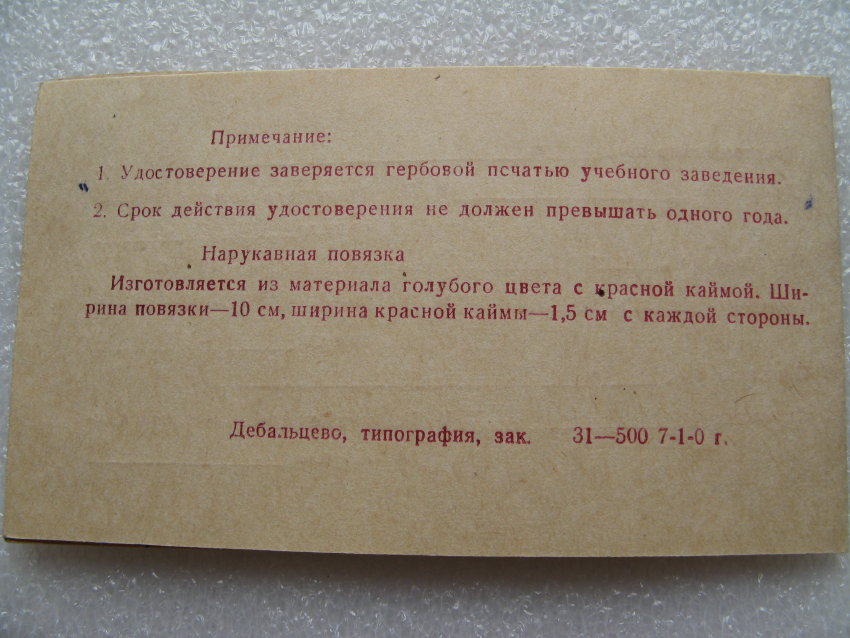 Примечание:
1. Удостоверение заверяется гербовой печатью учебного заведения.
2. Срок действия удостоверения не должен превышать одного года.
Нарукавная повязка
Изготовляется из материала голубого цвета с красной каймой. Ши-
рина повязки—10 см, ширина красной каймы—1,5 см с каждой стороны.
Дебальцево, типография, зак. 31—500 7-1-0 г.